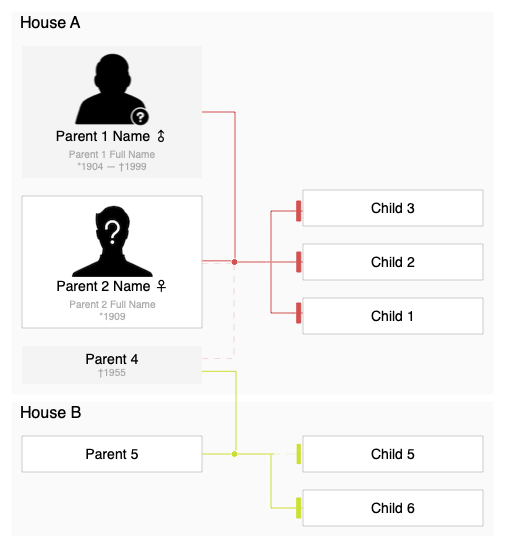 House A
?
Parent 1 Name ⚦
Parent 1 Full Name
*1904 — †1999
?
Parent 2 Name ♀
Parent 2 Full Name
*1909
Child 3
Child 2
Child 1
Parent 4
†1955
House B
Parent 5
Child 5
Child 6